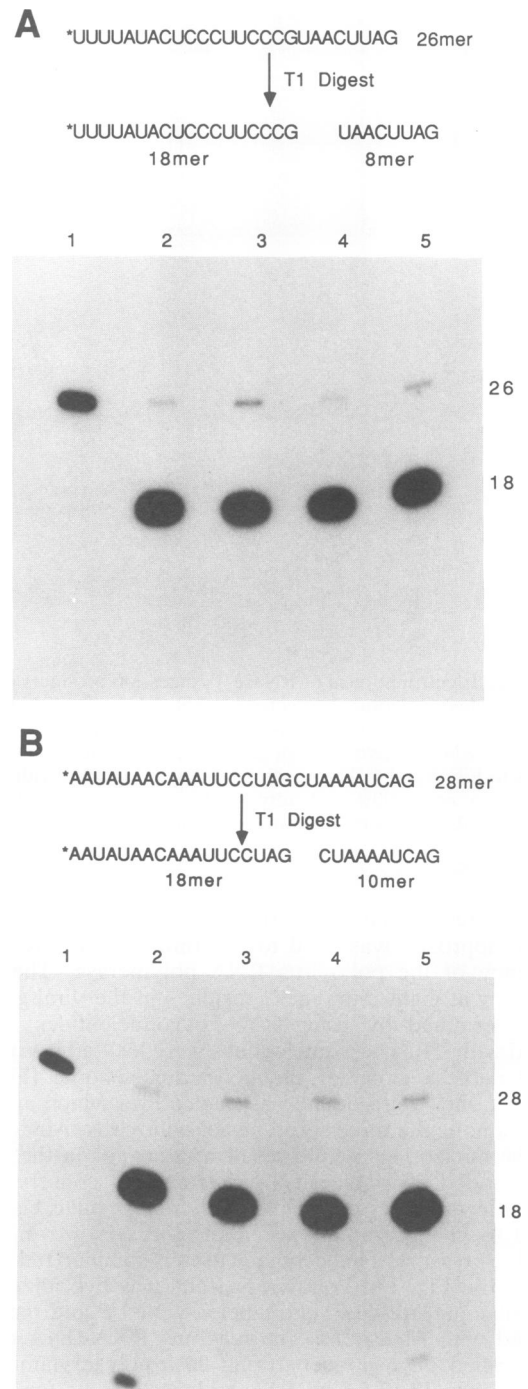 A
*UUUUAUACUCCCUUCCCGUAACUUAG 26mer
T1 Digest
*UUUUAUACUCCCUUCCCG UAACUUAG
18mer 8mer
1 2 3 4 5
26
18
B
*AAUAUAACAAAUUCCUAGCUAAAAUCAG 28mer
T1 Digest
*AAUAUAACAAAUUCCUAG CUAAAAUCAG
18mer 10mer
1 2 3 4 5
28
18